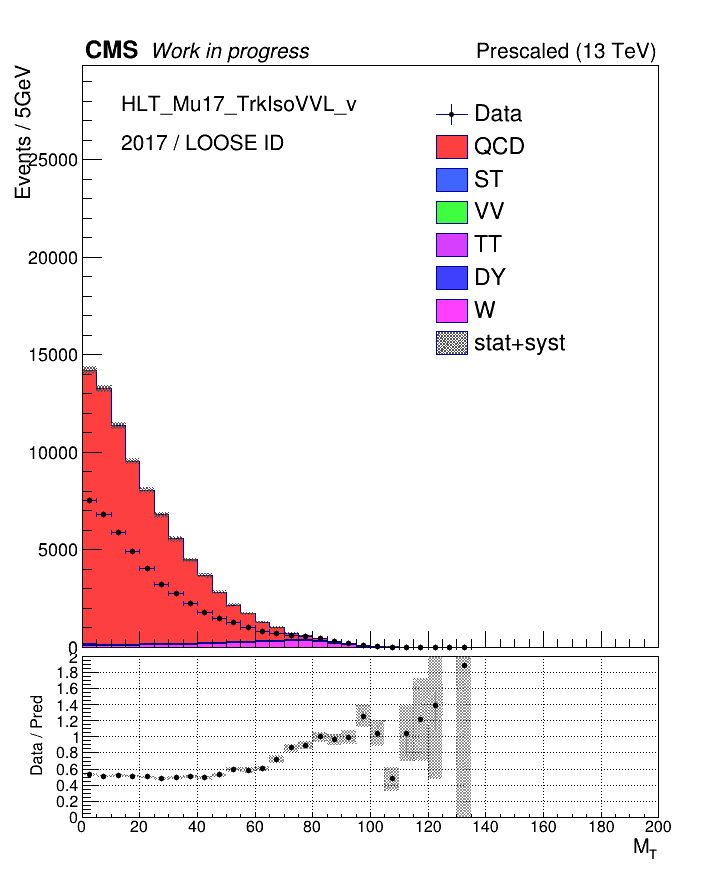 CMS Work in progress Prescaled (13 TeV)
Events / 5GeV
HLT_Mu17_TrkIsoVVL_v
2017 / LOOSE ID
Data
QCD
ST
VV
TT
DY
W
stat+syst
25000
20000
15000
10000
5000
0
Data / Pred
2
1.8
1.6
1.4
1.2
1
0.8
0.6
0.4
0.2
0
0 20 40 60 80 100 120 140 160 180 200
M_T